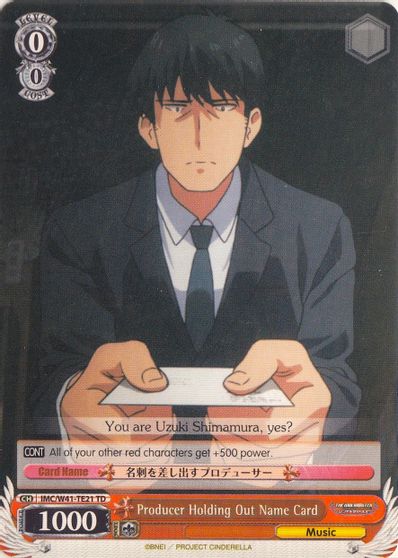 LEVEL
0
0
COST
You are Uzuki Shimamura, yes?
CONT All of your other red characters get +500 power.
Card Name 名刺を差し出すプロデューサー
CH IMC/W41-TE21 TD
1000
Producer Holding Out Name Card
Music
©BNEI / PROJECT CINDERELLA